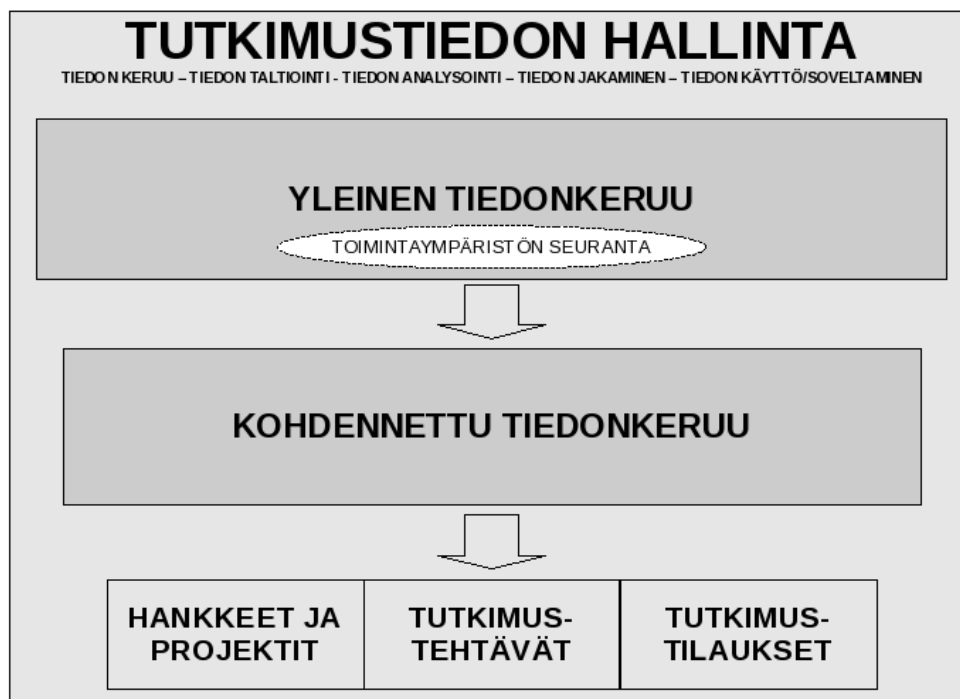 TUTKIMUSTIEDON HALLINTA
TIEDON KERUU – TIEDON TALTIOINTI - TIEDON ANALYSOINTI – TIEDON JAKAMINEN – TIEDON KÄYTTÖ/SOVELTAMINEN
YLEINEN TIEDONKERUU
TOIMINTAYMPÄRISTÖN SEURANTA
KOHDENNETTU TIEDONKERUU
HANKKEET JA
PROJEKTIT
TUTKIMUS-
TEHTÄVÄT
TUTKIMUS-
TILAUKSET